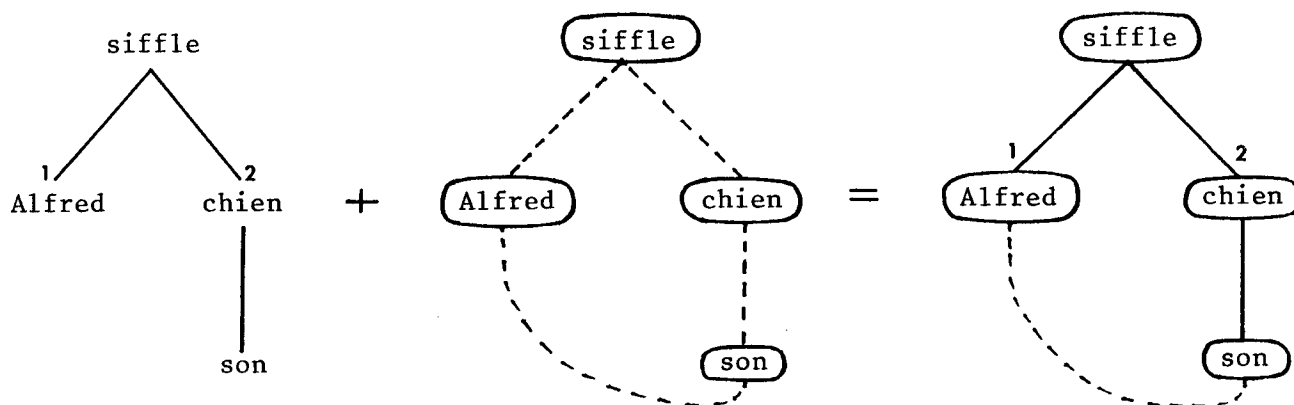 siffle siffle siffle
1 2 1 2
Alfred chien + Alfred chien = Alfred chien
son son son